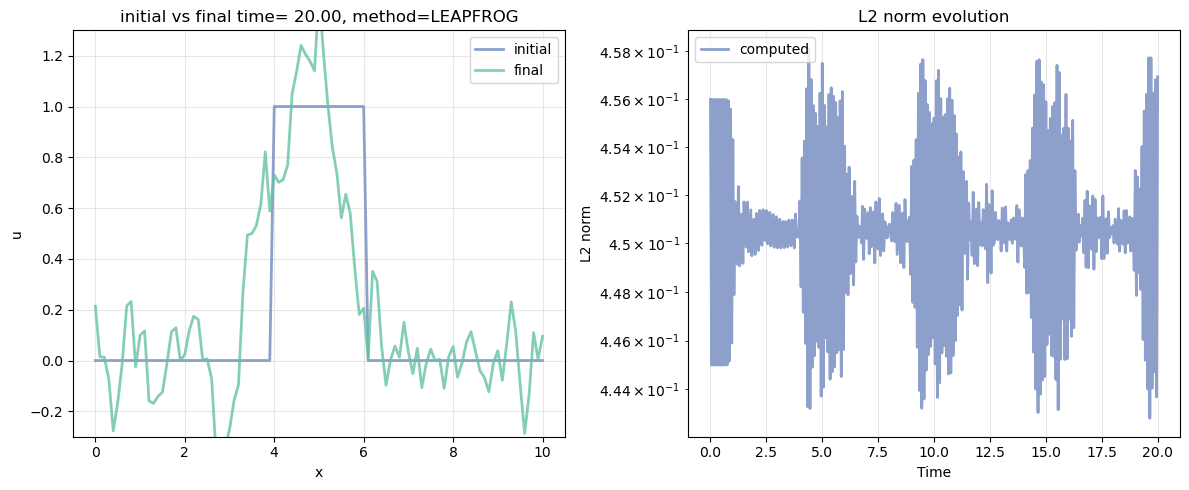 initial vs final time= 20.00, method=LEAPFROG
initial
final
1.2
1.0
0.8
0.6
0.4
0.2
0.0
−0.2
u
0
2
4
6
8
10
x
L2 norm evolution
computed
4.58 × 10⁻¹
4.56 × 10⁻¹
4.54 × 10⁻¹
4.52 × 10⁻¹
4.5 × 10⁻¹
4.48 × 10⁻¹
4.46 × 10⁻¹
4.44 × 10⁻¹
L2 norm
0.0
2.5
5.0
7.5
10.0
12.5
15.0
17.5
20.0
Time